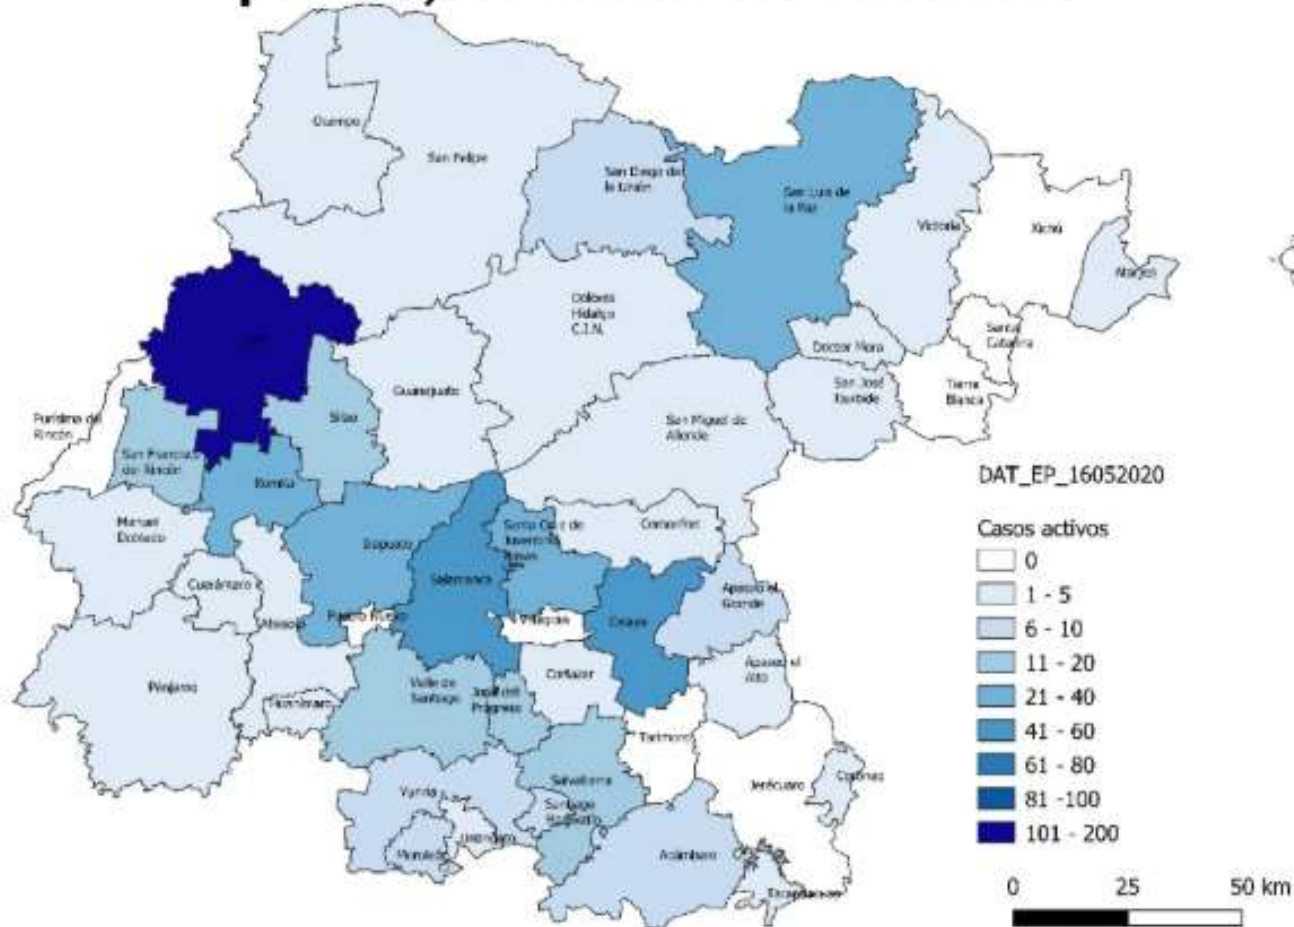 Ocampo
San Felipe
San Diego de
la Unión
San Luis de
la Paz
Victoria
Xichú
Atarjea
Dolores
Hidalgo
C.I.N.
Doctor Mora
Santa
Catarina
Tierra
Blanca
San José
Iturbide
Guanajuato
San Miguel de
Allende
Purísima del
Rincón
San Francisco
del Rincón
Silao
Romita
Manuel
Doblado
Irapuato
Salamanca
Santa Cruz de
Juventino
Rosas
Comonfort
Cuerámaro
Abasolo
Pueblo Nuevo
Villagrán
Celaya
Apaseo el
Grande
Apaseo el
Alto
Pénjamo
Huanímaro
Valle de
Santiago
Jaral del
Progreso
Cortazar
Tarimoro
Jerécuaro
Coroneo
Salvatierra
Santiago
Maravatío
Yuriria
Uriangato
Moroleón
Acámbaro
Tarandacuao
DAT_EP_16052020
Casos activos
0
1 - 5
6 - 10
11 - 20
21 - 40
41 - 60
61 - 80
81 -100
101 - 200
0 25 50 km